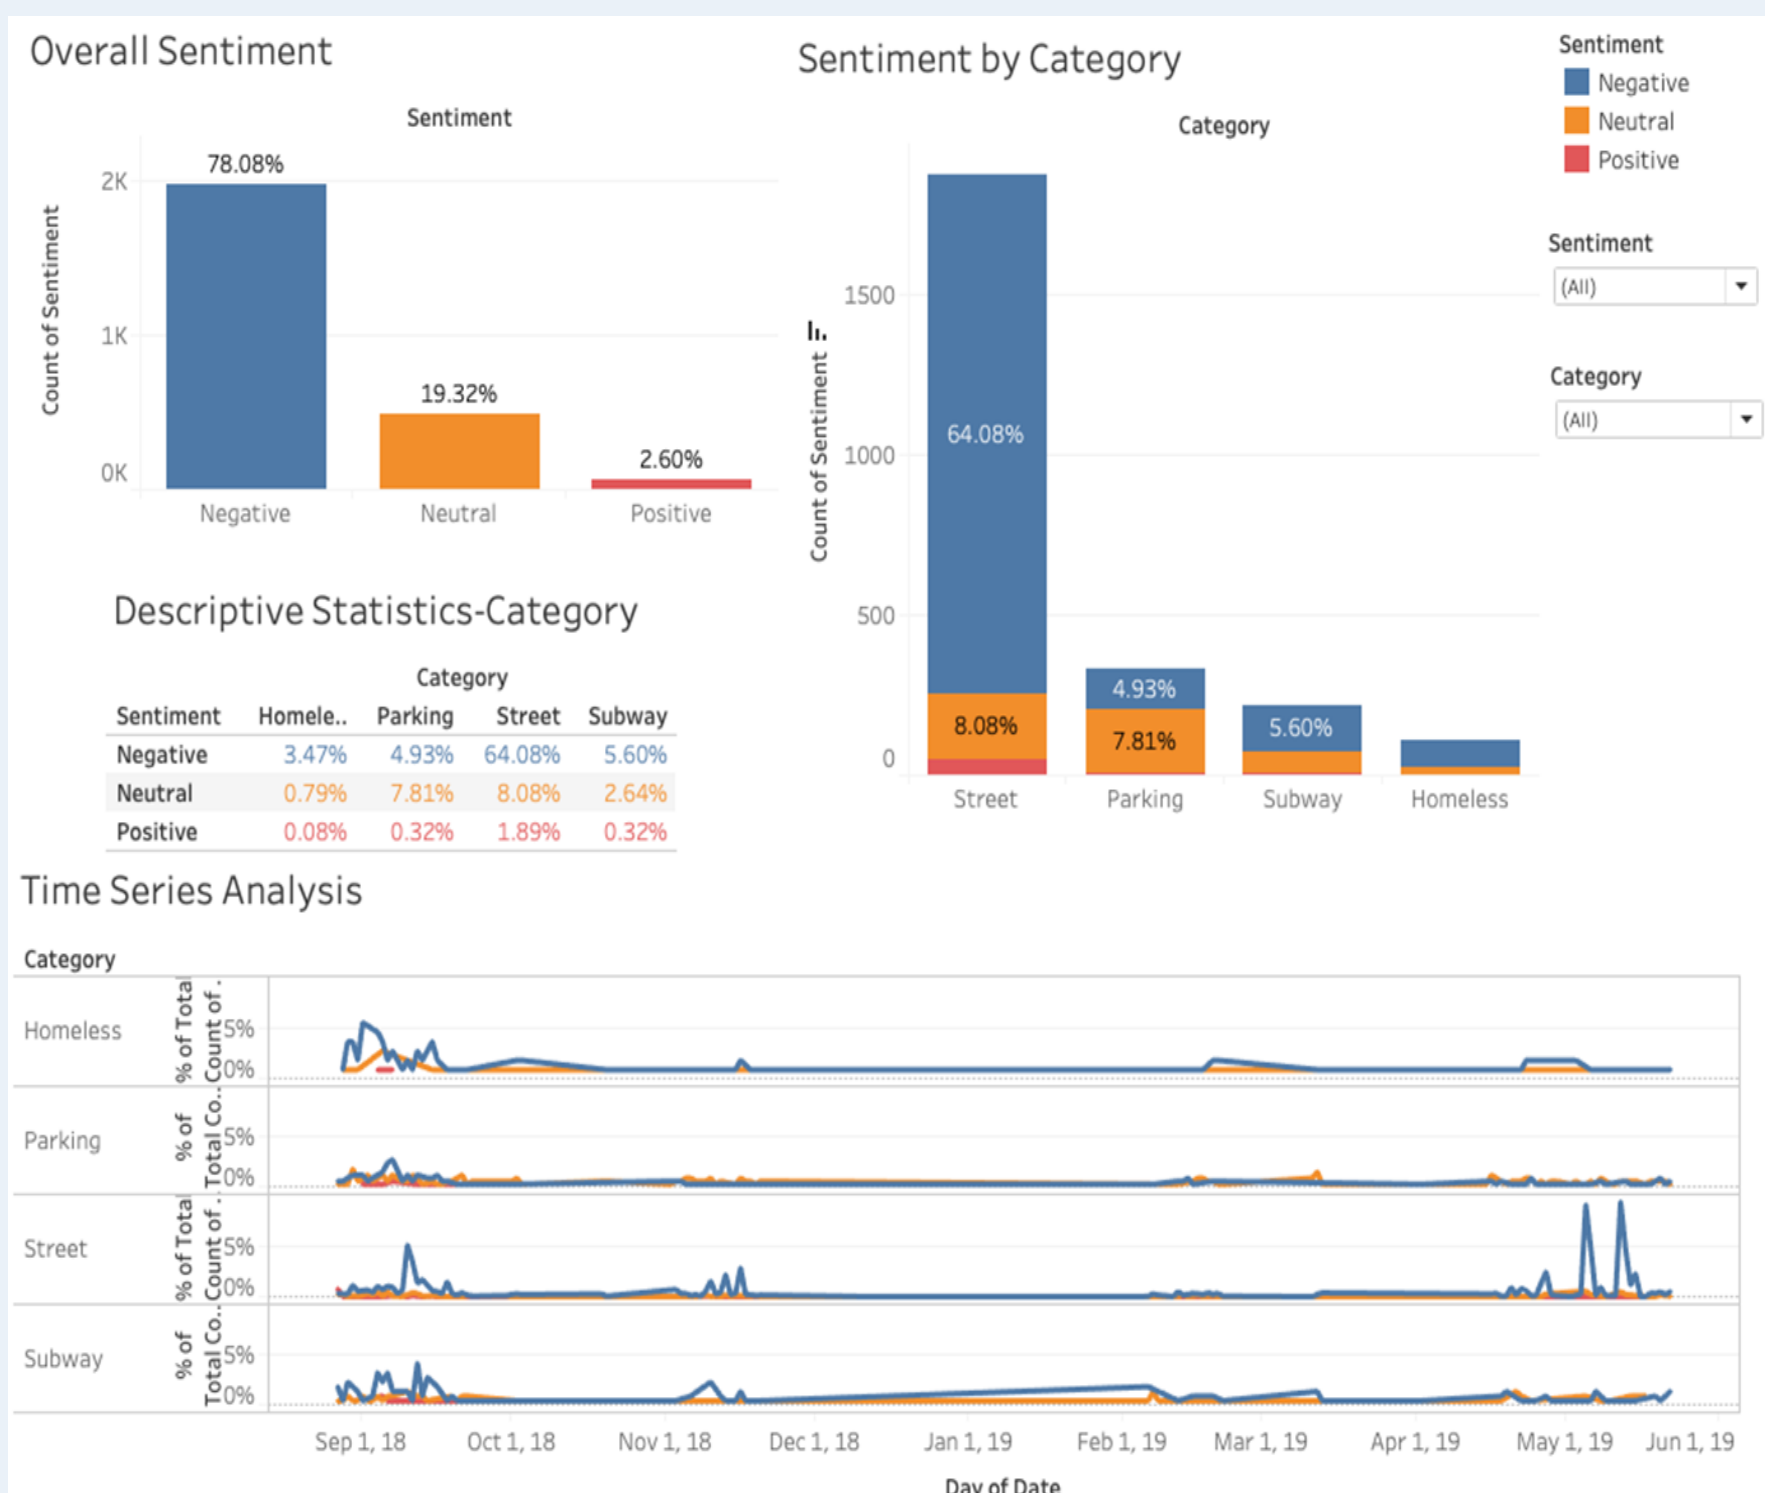 Overall Sentiment
Sentiment
Count of Sentiment
78.08%
2K
1K
19.32%
2.60%
0K
Negative Neutral Positive
Sentiment by Category
Category
Count of Sentiment
1500
64.08%
1000
500
4.93%
8.08%
7.81%
5.60%
0
Street Parking Subway Homeless
Sentiment
Negative
Neutral
Positive
Sentiment
(All)
Category
(All)
Descriptive Statistics-Category
Category
Sentiment Homele.. Parking Street Subway
Negative 3.47% 4.93% 64.08% 5.60%
Neutral 0.79% 7.81% 8.08% 2.64%
Positive 0.08% 0.32% 1.89% 0.32%
Time Series Analysis
Category
Homeless
% of Total
Count of .
5%
0%
Parking
% of
Total Co..
5%
0%
Street
% of Total
Count of .
5%
0%
Subway
% of
Total Co..
5%
0%
Sep 1, 18 Oct 1, 18 Nov 1, 18 Dec 1, 18 Jan 1, 19 Feb 1, 19 Mar 1, 19 Apr 1, 19 May 1, 19 Jun 1, 19
Day of Date